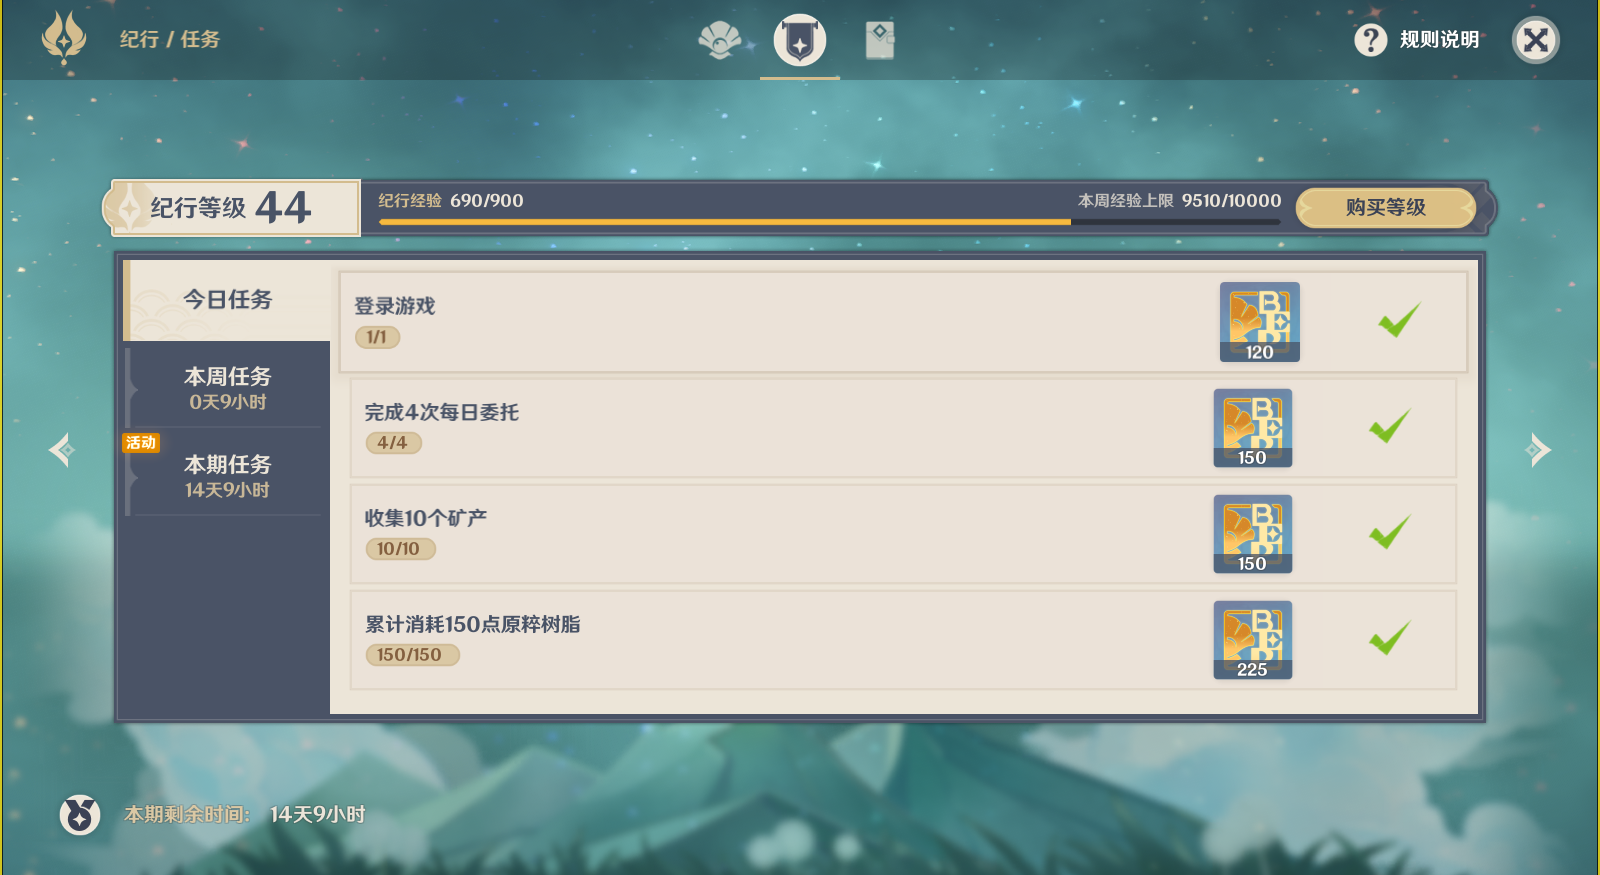 纪行 / 任务
规则说明
纪行等级 44
纪行经验 690/900
本周经验上限 9510/10000
购买等级
今日任务
本周任务
0天9小时
活动
本期任务
14天9小时
登录游戏
1/1
120
完成4次每日委托
4/4
150
收集10个矿产
10/10
150
累计消耗150点原粹树脂
150/150
225
本期剩余时间: 14天9小时